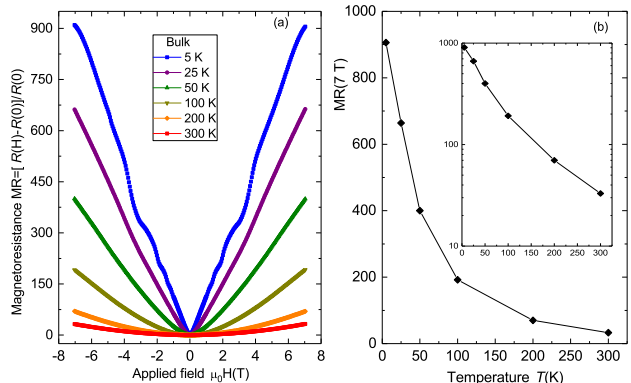 (a)
Magnetoresistance MR=[ R(H)-R(0)]/R(0)
900
750
600
450
300
150
0
-8 -6 -4 -2 0 2 4 6 8
Applied field μ0H(T)
Bulk
5 K
25 K
50 K
100 K
200 K
300 K
(b)
MR(7 T)
1000
800
600
400
200
0
0 50 100 150 200 250 300
Temperature T(K)
1000
100
10
0 50 100 150 200 250 300